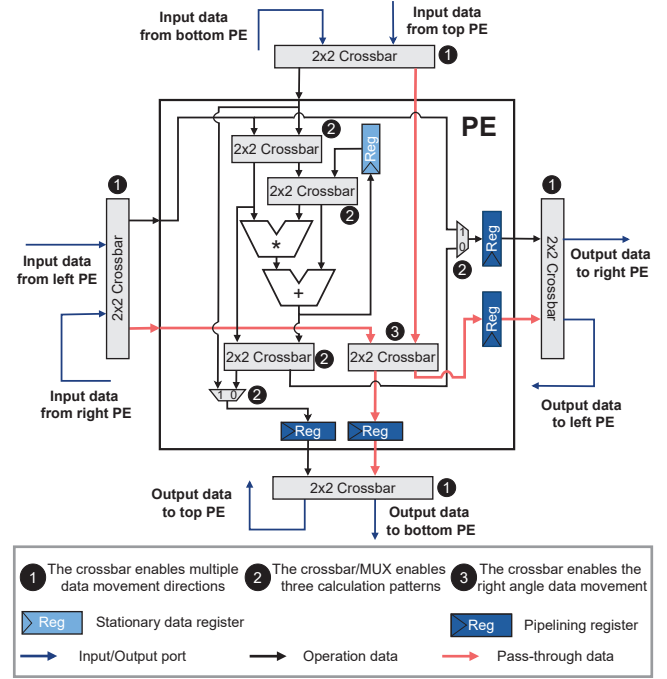 Input data
from bottom PE
Input data
from top PE
2x2 Crossbar
1
PE
2
2x2 Crossbar
Reg
2x2 Crossbar
2
1
1
2x2 Crossbar
Input data
from left PE
*
1
0
2
Reg
2x2 Crossbar
Output data
to right PE
+
Reg
3
2x2 Crossbar
2
2x2 Crossbar
Input data
from right PE
1 0
2
Output data
to left PE
Reg
Reg
2x2 Crossbar
1
Output data
to top PE
Output data
to bottom PE
1 The crossbar enables multiple
data movement directions
2 The crossbar/MUX enables
three calculation patterns
3 The crossbar enables the
right angle data movement
Reg Stationary data register
Reg Pipelining register
Input/Output port
Operation data
Pass-through data